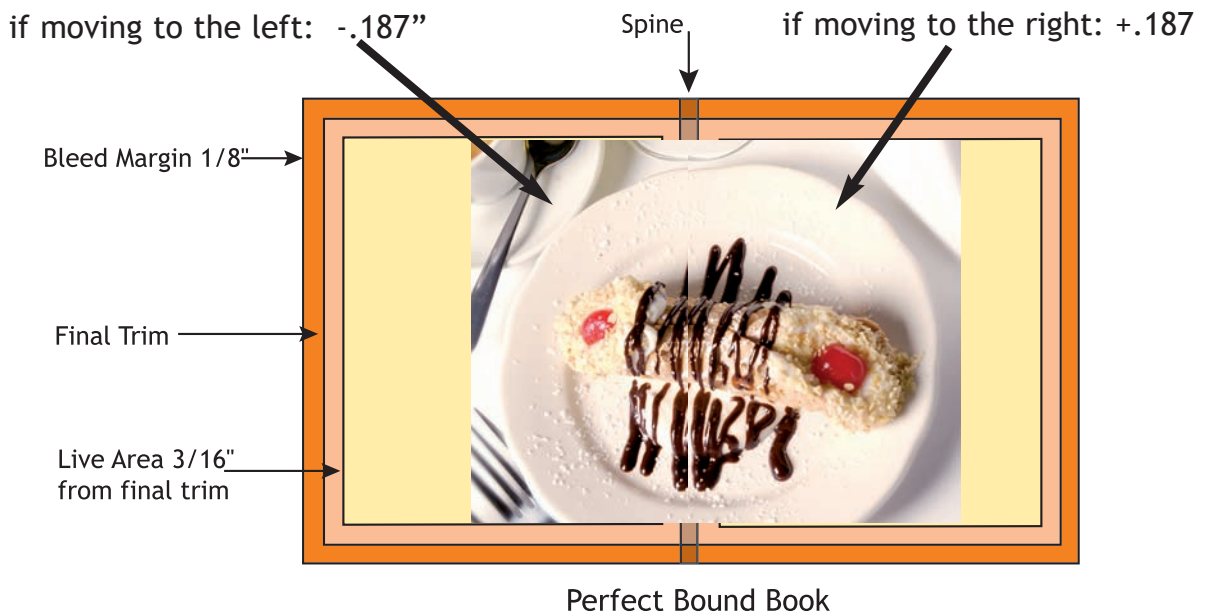 if moving to the left: -.187”
Spine
if moving to the right: +.187
Bleed Margin 1/8"
Final Trim
Live Area 3/16"
from final trim
Perfect Bound Book